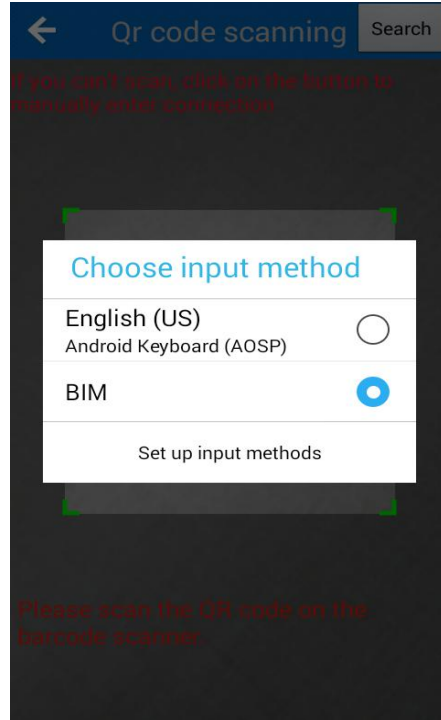 Qr code scanning
Search
If you can't scan, click on the button to
manually enter connection
Choose input method
English (US)
Android Keyboard (AOSP)
BIM
Set up input methods
Please scan the QR code on the
barcode scanner.